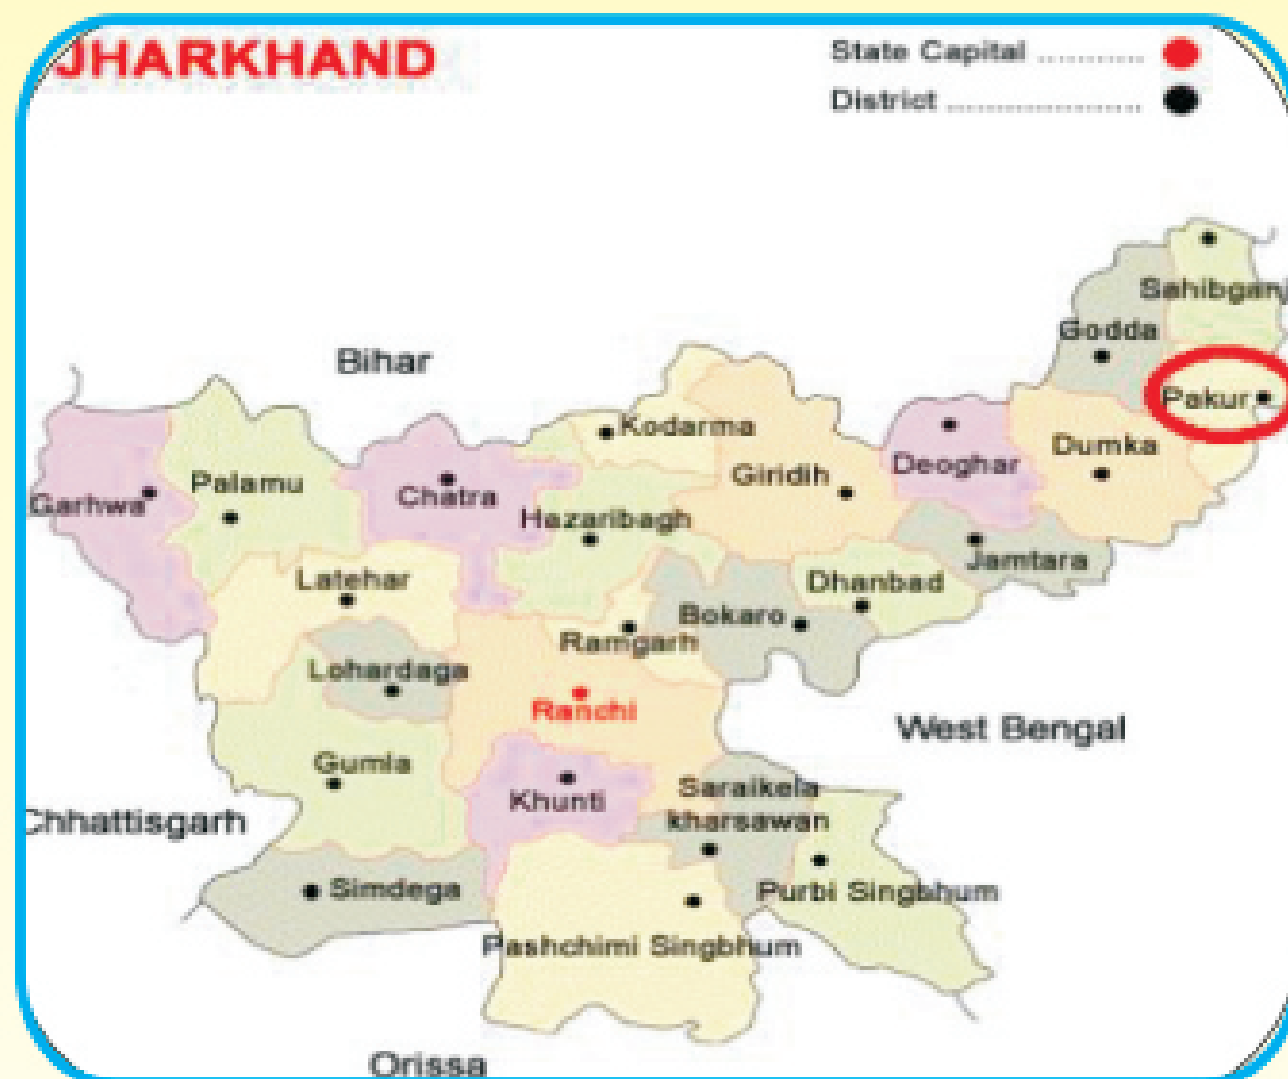 JHARKHAND
State Capital ............
District ......................
Sahibganj
Godda
Bihar
Pakur
Kodarma
Dumka
Deoghar
Giridih
Palamu
Chatra
Garhwa
Hazaribagh
Jamtara
Latehar
Dhanbad
Bokaro
Ramgarh
Lohardaga
Ranchi
West Bengal
Gumla
Khunti
Saraikela
kharsawan
Chhattisgarh
Simdega
Purbi Singbhum
Pashchimi Singbhum
Orissa